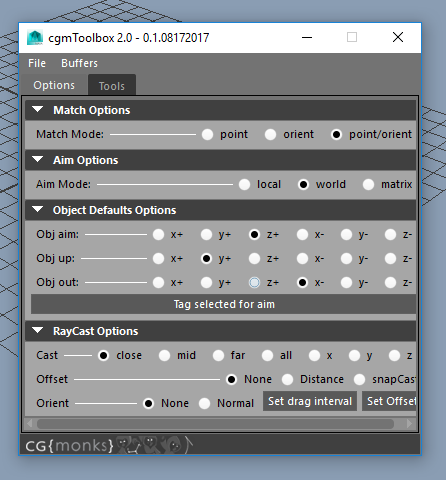 cgmToolbox 2.0 - 0.1.08172017
File Buffers
Options Tools
Match Options
Match Mode: point orient point/orient
Aim Options
Aim Mode: local world matrix
Object Defaults Options
Obj aim: x+ y+ z+ x- y- z-
Obj up: x+ y+ z+ x- y- z-
Obj out: x+ y+ z+ x- y- z-
Tag selected for aim
RayCast Options
Cast close mid far all x y z
Offset None Distance snapCast
Orient None Normal Set drag interval Set Offset
CG{monks}